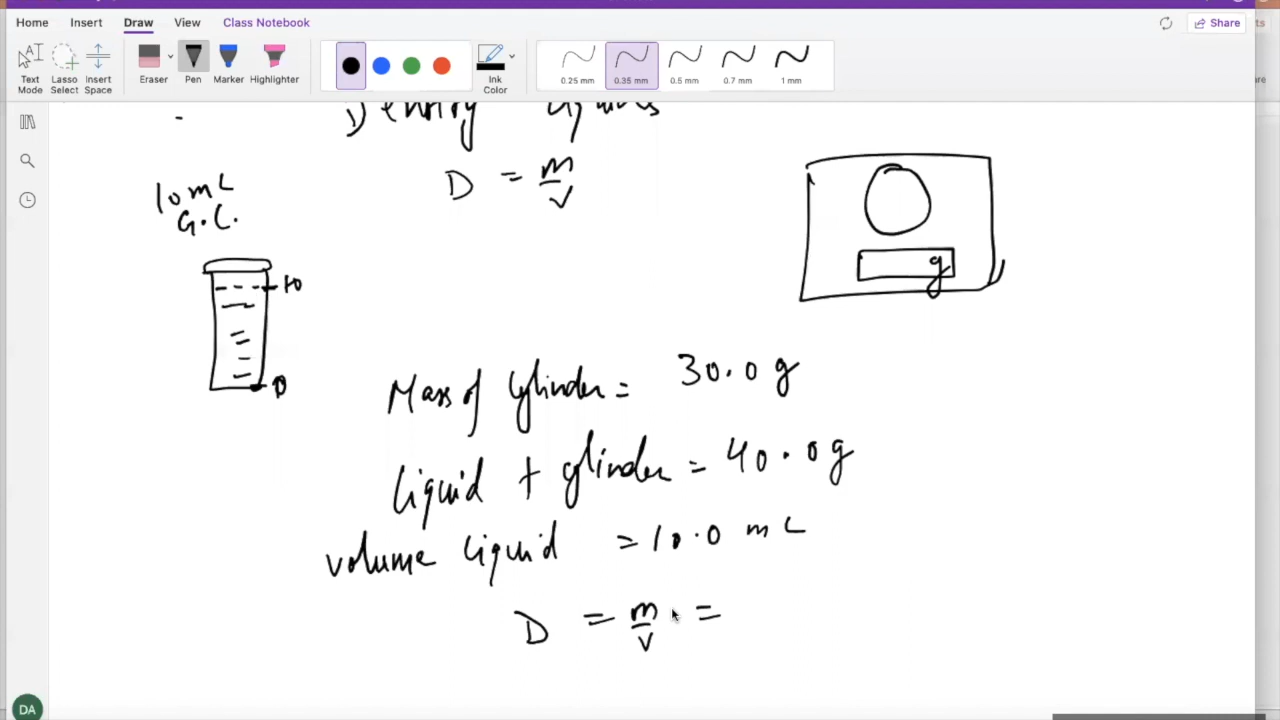 Home Insert Draw View Class Notebook
Share
Text Mode
Lasso Select
Insert Space
Eraser
Pen
Marker
Highlighter
Ink Color
0.25 mm
0.35 mm
0.5 mm
0.7 mm
1 mm
Density liquids
D = m/v
10 mL
G.C.
10
0
g
Mass of cylinder = 30.0 g
liquid + cylinder = 40.0 g
volume liquid = 10.0 mL
D = m/v =
DA